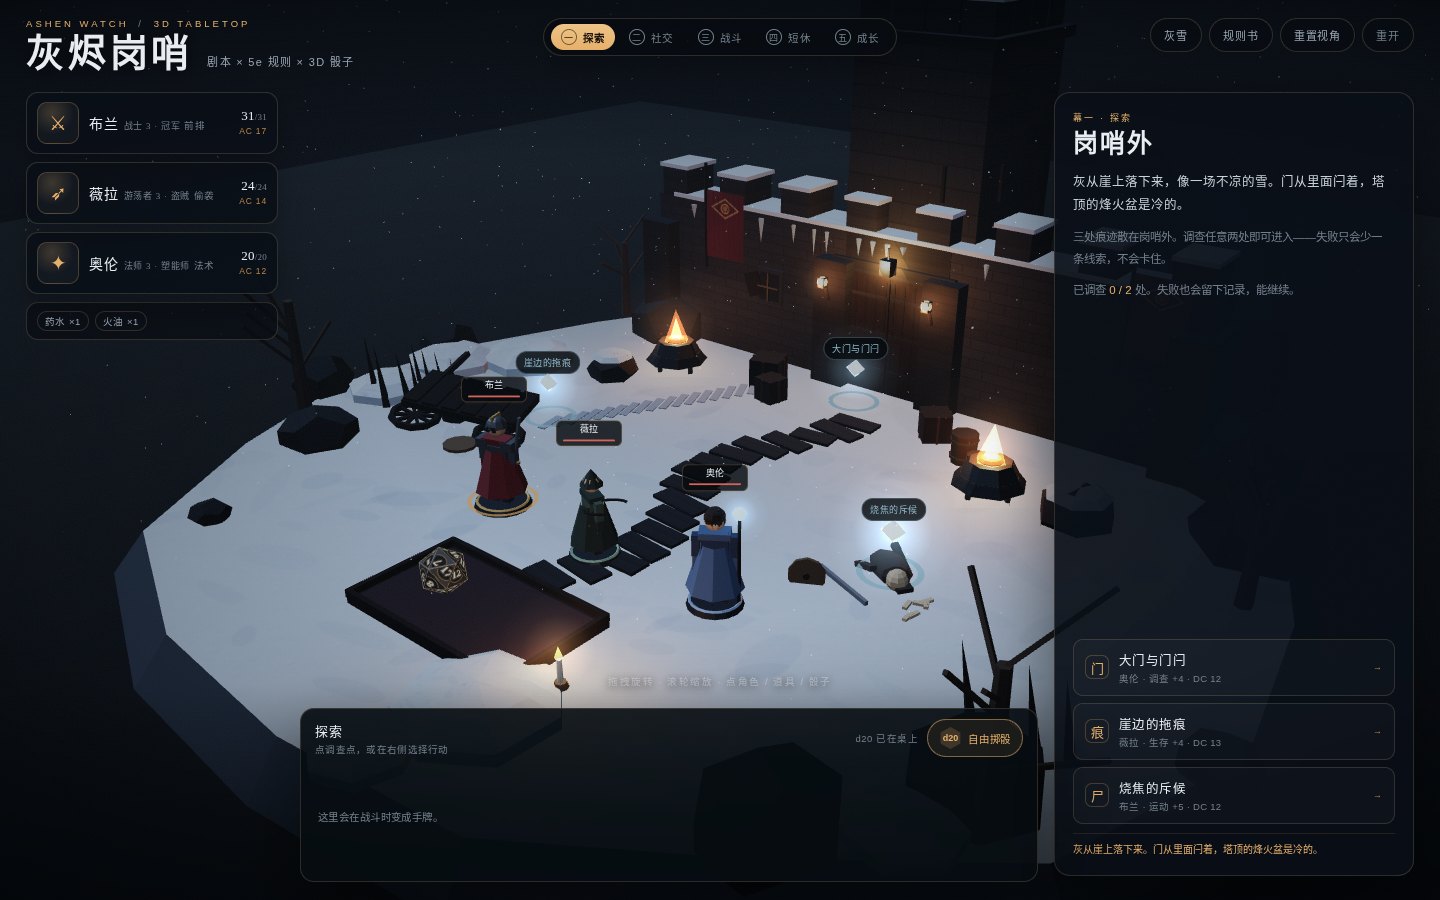 ASHEN WATCH / 3D TABLETOP
灰烬岗哨 剧本 × 5e 规则 × 3D 骰子
一 探索 二 社交 三 战斗 四 短休 五 成长
灰雪 规则书 重置视角 重开
布兰 战士 3 · 冠军 前排 31/31
AC 17
薇拉 游荡者 3 · 盗贼 偷袭 24/24
AC 14
奥伦 法师 3 · 塑能师 法术 20/20
AC 12
药水 ×1 火油 ×1
大门与门闩
崖边的拖痕
布兰
薇拉
奥伦
烧焦的斥候
拖拽旋转 · 滚轮缩放 · 点角色 / 道具 / 骰子
探索
点调查点，或在右侧选择行动
d20 已在桌上 d20 自由掷骰
这里会在战斗时变成手牌。
幕一 · 探索
岗哨外
灰从崖上落下来，像一场不凉的雪。门从里面闩着，塔
顶的烽火盆是冷的。
三处痕迹散在岗哨外。调查任意两处即可进入——失败只会少一
条线索，不会卡住。
已调查 0 / 2 处。失败也会留下记录，能继续。
门 大门与门闩 →
奥伦 · 调查 +4 · DC 12
痕 崖边的拖痕 →
薇拉 · 生存 +4 · DC 13
尸 烧焦的斥候 →
布兰 · 运动 +5 · DC 12
灰从崖上落下来。门从里面闩着，塔顶的烽火盆是冷的。